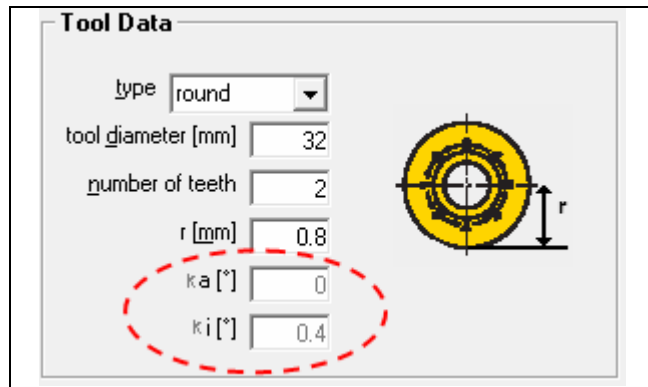 Tool Data
type round
tool diameter [mm] 32
number of teeth 2
r [mm] 0.8
κa [°] 0
κi [°] 0.4
r